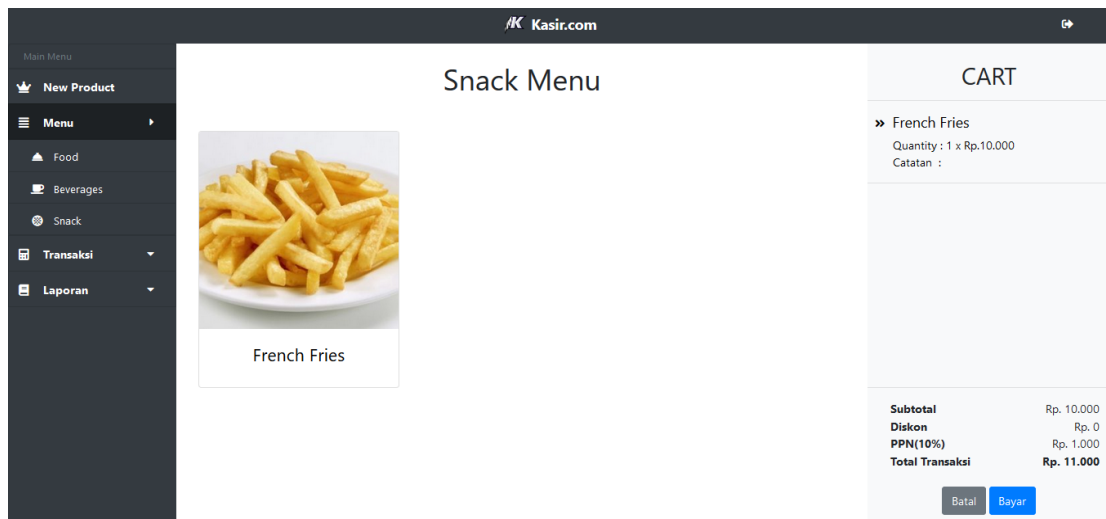 Kasir.com
Main Menu
New Product
Menu
Food
Beverages
Snack
Transaksi
Laporan
Snack Menu
French Fries
CART
French Fries
Quantity : 1 x Rp.10.000
Catatan :
Subtotal Rp. 10.000
Diskon Rp. 0
PPN(10%) Rp. 1.000
Total Transaksi Rp. 11.000
Batal Bayar